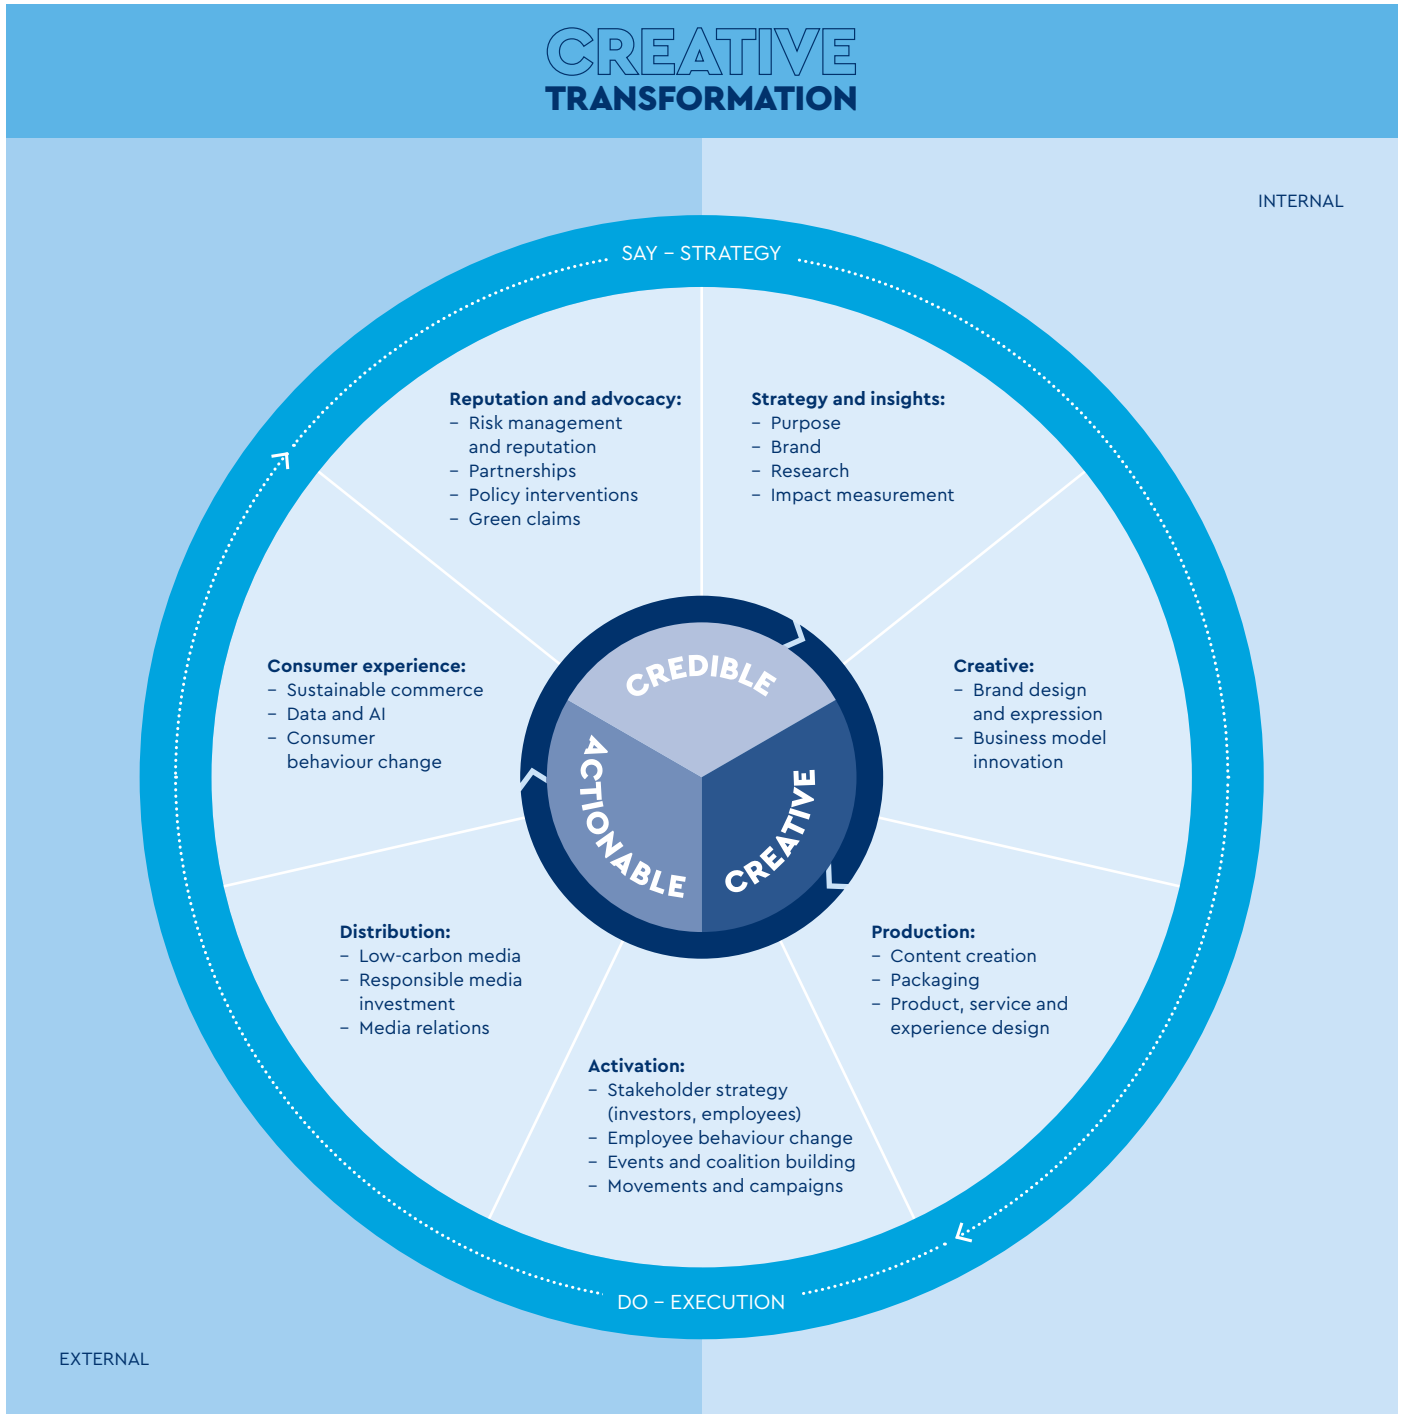 CREATIVE
TRANSFORMATION
INTERNAL
SAY – STRATEGY
Reputation and advocacy:
– Risk management
and reputation
– Partnerships
– Policy interventions
– Green claims
Strategy and insights:
– Purpose
– Brand
– Research
– Impact measurement
Consumer experience:
– Sustainable commerce
– Data and AI
– Consumer
behaviour change
CREDIBLE
ACTIONABLE
CREATIVE
Creative:
– Brand design
and expression
– Business model
innovation
Distribution:
– Low-carbon media
– Responsible media
investment
– Media relations
Production:
– Content creation
– Packaging
– Product, service and
experience design
Activation:
– Stakeholder strategy
(investors, employees)
– Employee behaviour change
– Events and coalition building
– Movements and campaigns
DO – EXECUTION
EXTERNAL